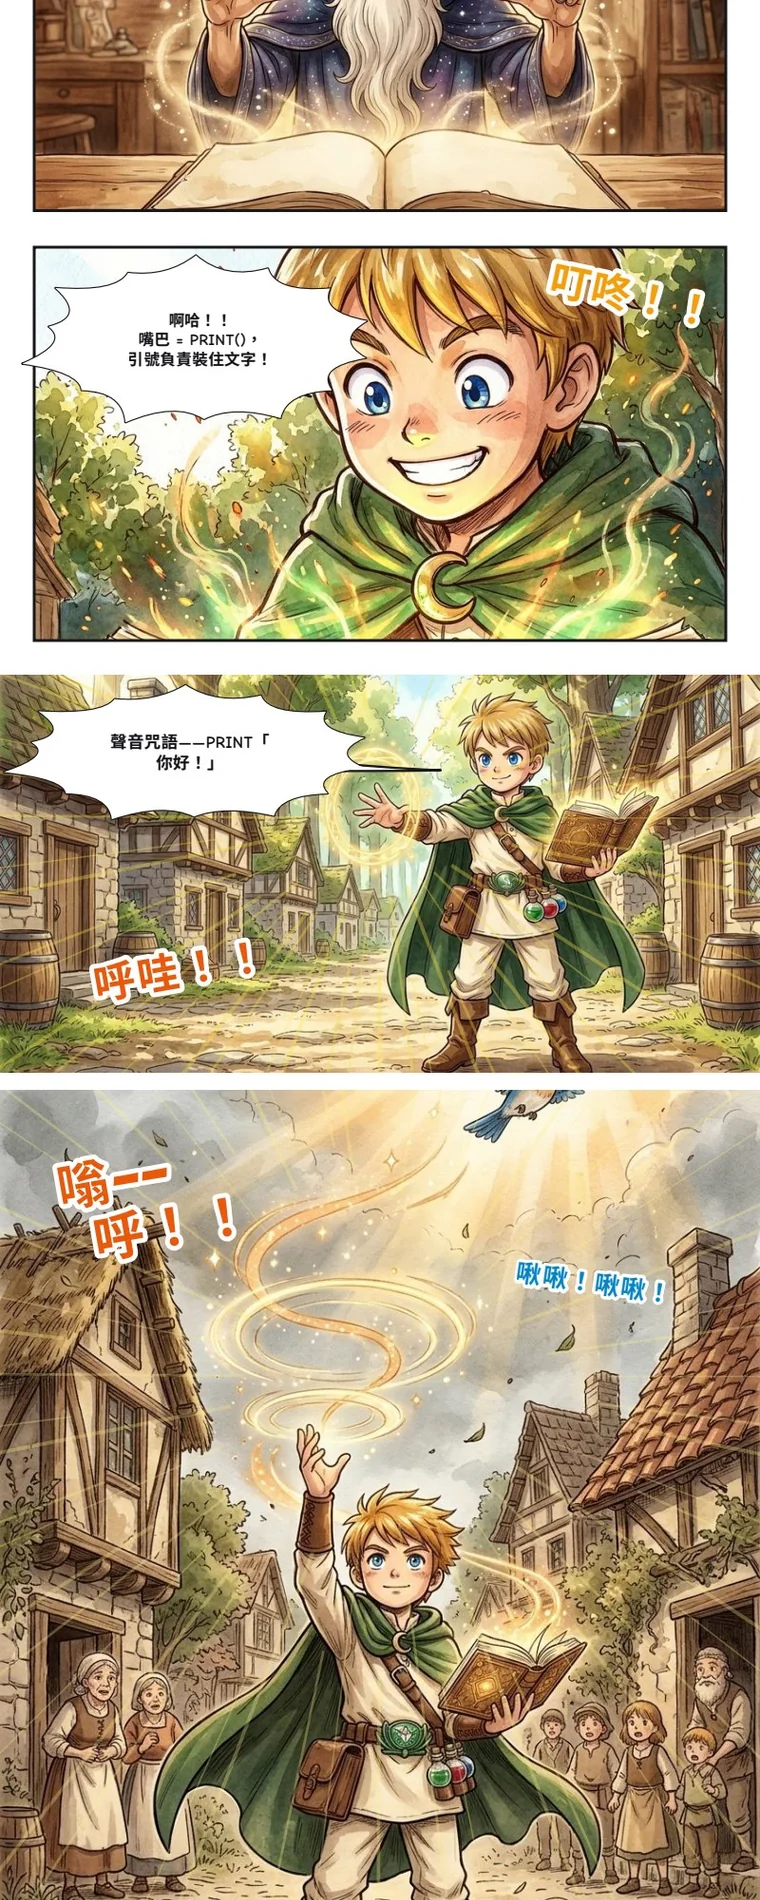 啊哈！！
嘴巴 = PRINT()，
引號負責裝住文字！
叮咚！！
聲音咒語——PRINT「
你好！」
呼哇！！
嗡——
呼！！
啾啾！啾啾！